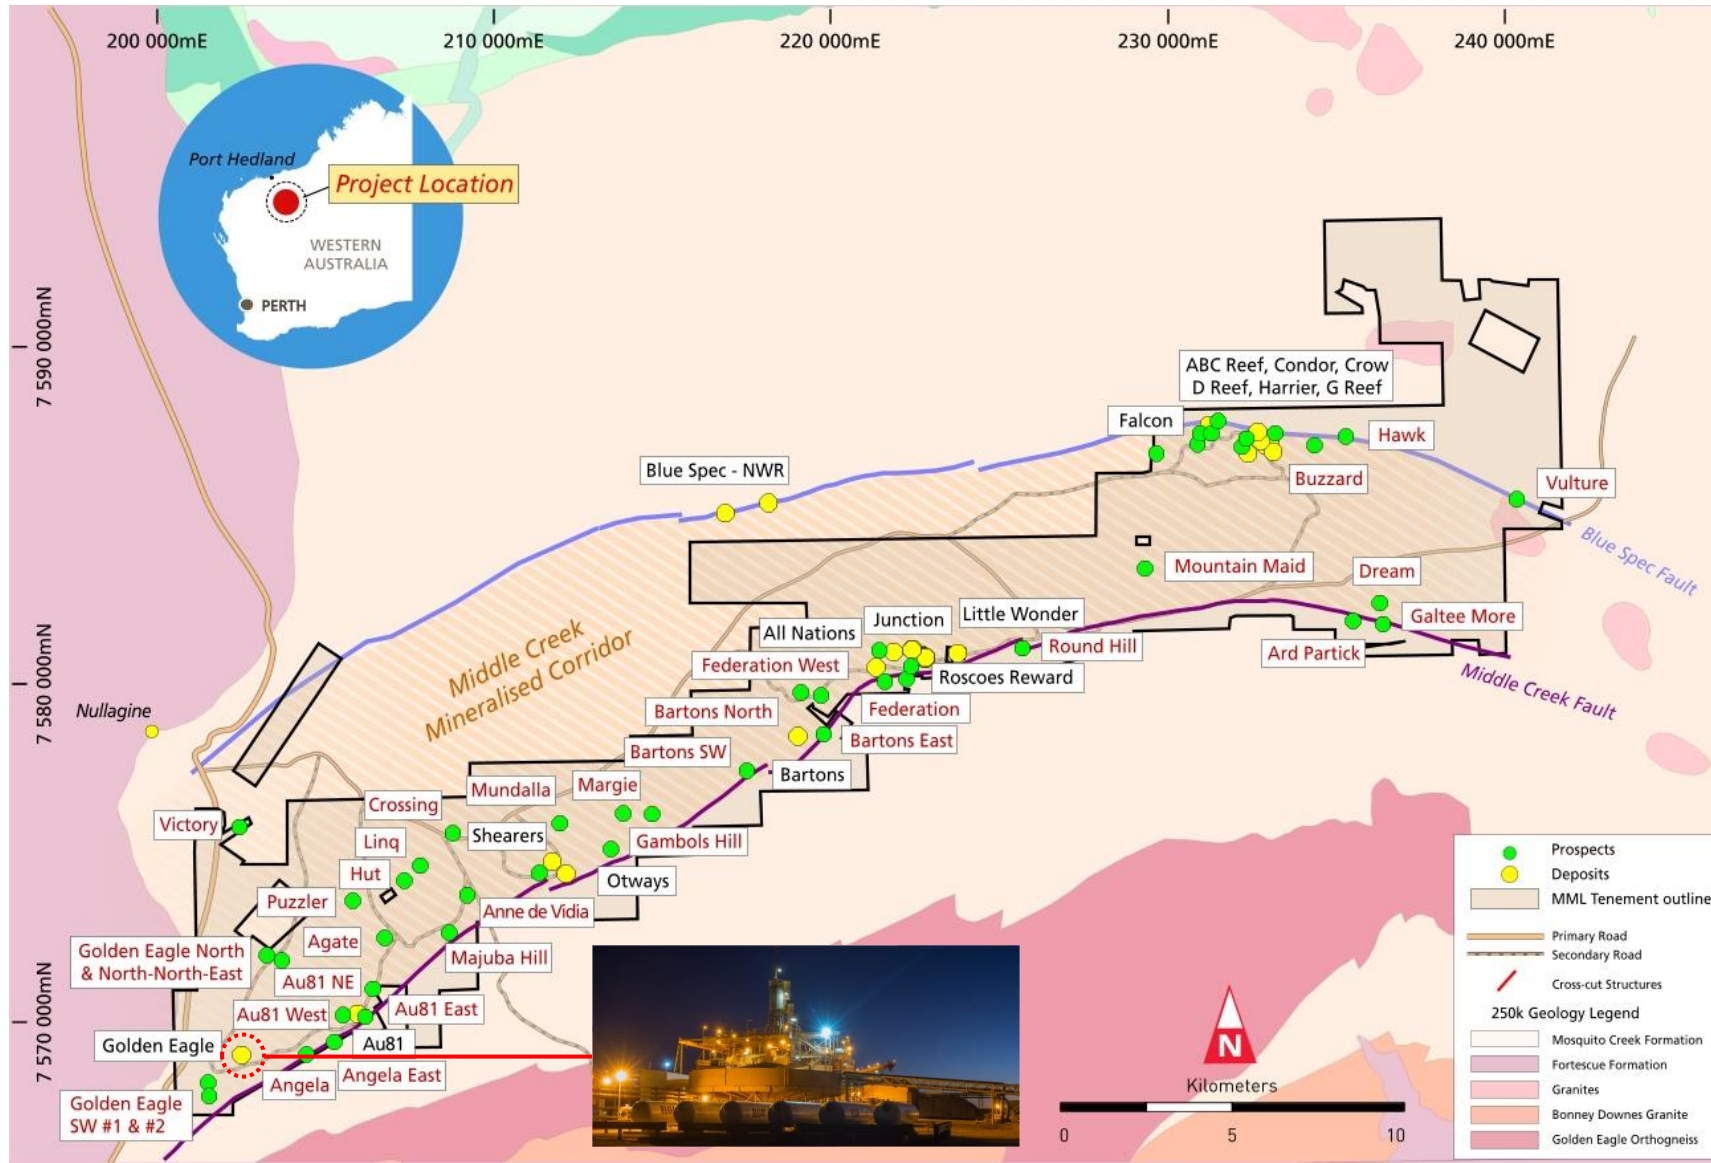 200 000mE
210 000mE
220 000mE
230 000mE
240 000mE
Port Hedland
Project Location
WESTERN
AUSTRALIA
PERTH
7 590 000mN
7 580 000mN
7 570 000mN
ABC Reef, Condor, Crow
D Reef, Harrier, G Reef
Falcon
Hawk
Blue Spec - NWR
Buzzard
Vulture
Blue Spec Fault
Mountain Maid
Dream
Galtee More
Ard Partick
Middle Creek Fault
Middle Creek
Mineralised Corridor
Junction
Little Wonder
All Nations
Round Hill
Federation West
Roscoes Reward
Bartons North
Federation
Bartons East
Bartons SW
Bartons
Nullagine
Margie
Mundalla
Crossing
Victory
Shearers
Linq
Gambols Hill
Hut
Otways
Puzzler
Anne de Vidia
Agate
Majuba Hill
Golden Eagle North
& North-North-East
Au81 NE
Au81 West
Au81 East
Golden Eagle
Au81
Angela East
Angela
Golden Eagle
SW #1 & #2
N
Kilometers
0
5
10
Prospects
Deposits
MML Tenement outline
Primary Road
Secondary Road
Cross-cut Structures
250k Geology Legend
Mosquito Creek Formation
Fortescue Formation
Granites
Bonney Downes Granite
Golden Eagle Orthogneiss